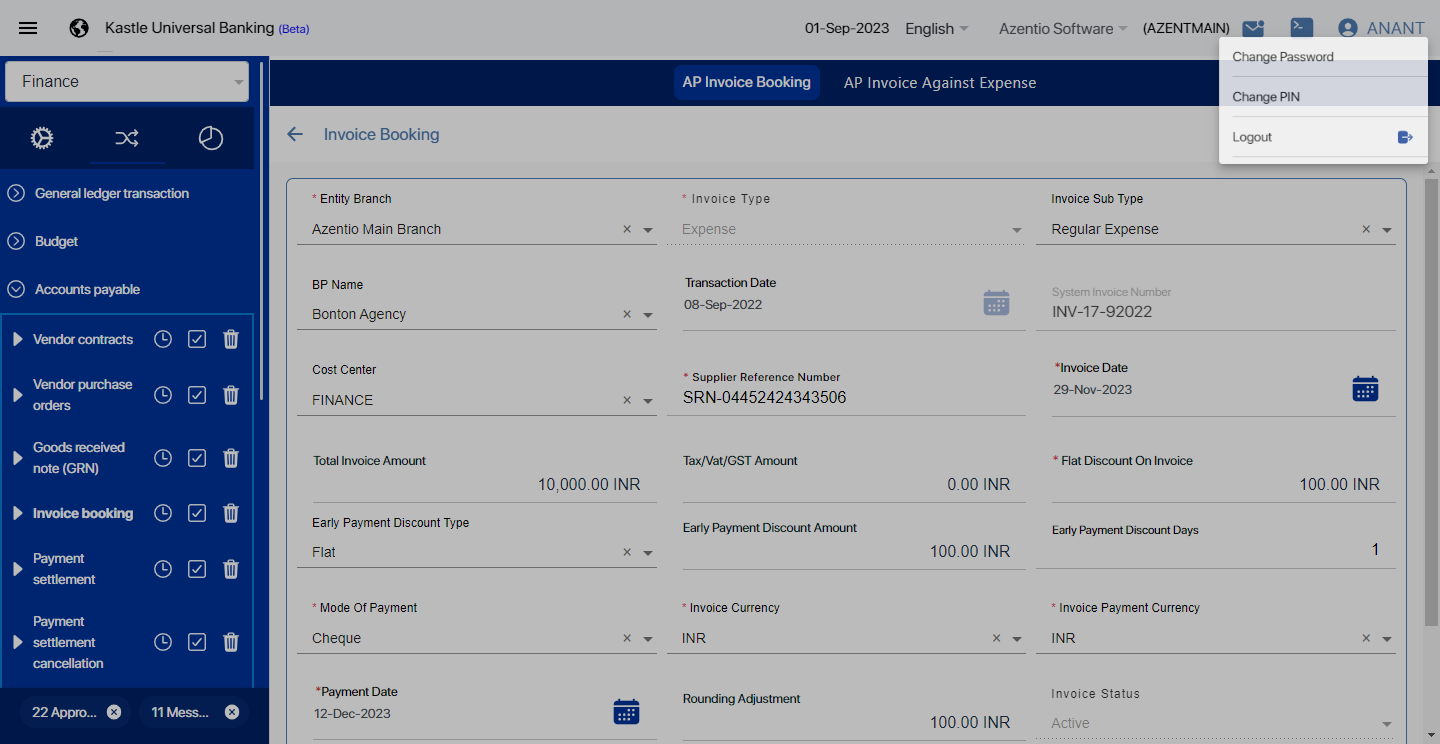 Kastle Universal Banking (Beta)
01-Sep-2023
English
Azentio Software
(AZENTMAIN)
ANANT
Change Password
Change PIN
Logout
Finance
AP Invoice Booking
AP Invoice Against Expense
Invoice Booking
General ledger transaction
Budget
Accounts payable
Vendor contracts
Vendor purchase
orders
Goods received
note (GRN)
Invoice booking
Payment
settlement
Payment
settlement
cancellation
22 Appro...
11 Mess...
* Entity Branch
Azentio Main Branch
* Invoice Type
Expense
Invoice Sub Type
Regular Expense
BP Name
Bonton Agency
Transaction Date
08-Sep-2022
System Invoice Number
INV-17-92022
Cost Center
FINANCE
* Supplier Reference Number
SRN-04452424343506
*Invoice Date
29-Nov-2023
Total Invoice Amount
10,000.00 INR
Tax/Vat/GST Amount
0.00 INR
* Flat Discount On Invoice
100.00 INR
Early Payment Discount Type
Flat
Early Payment Discount Amount
100.00 INR
Early Payment Discount Days
1
* Mode Of Payment
Cheque
* Invoice Currency
INR
* Invoice Payment Currency
INR
*Payment Date
12-Dec-2023
Rounding Adjustment
100.00 INR
Invoice Status
Active